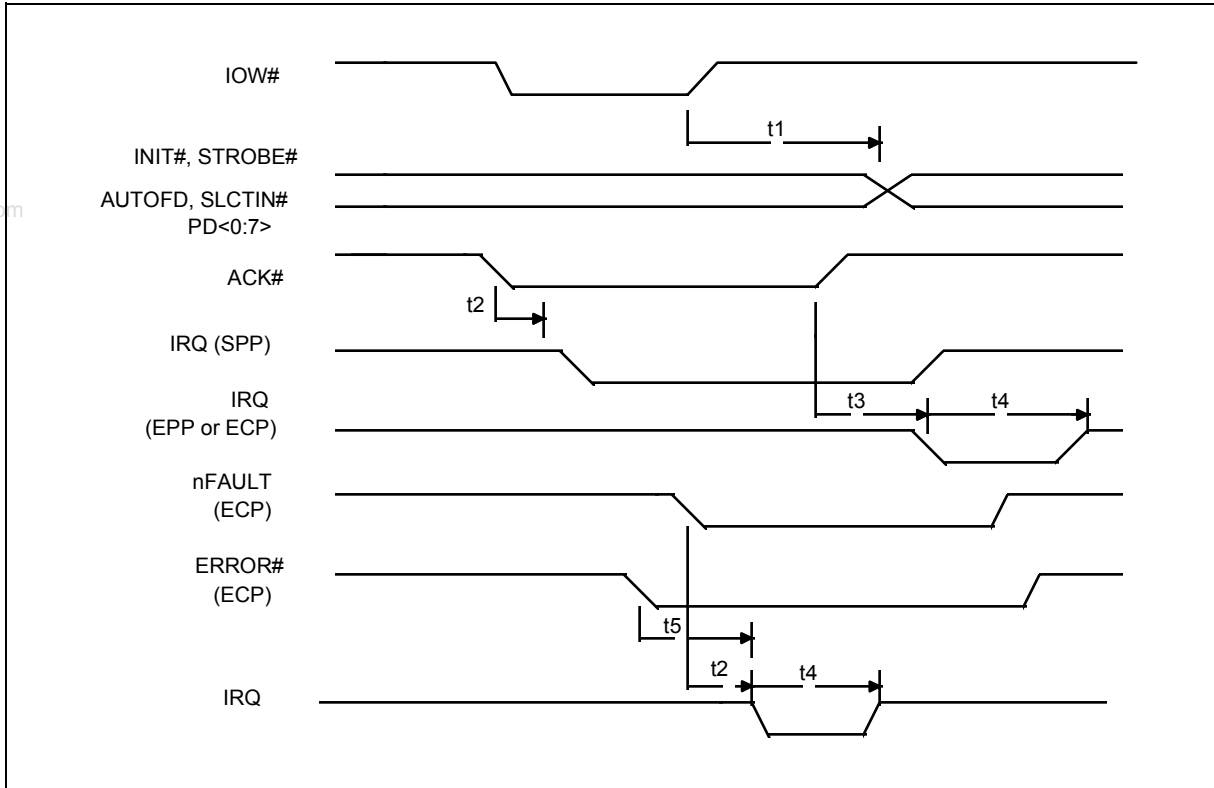 IOW#
t1
INIT#, STROBE#
AUTOFD, SLCTIN#
om
PD<0:7>
ACK#
t2
IRQ (SPP)
IRQ
t3
t4
(EPP or ECP)
nFAULT
(ECP)
ERROR#
(ECP)
t5
t2
t4
IRQ